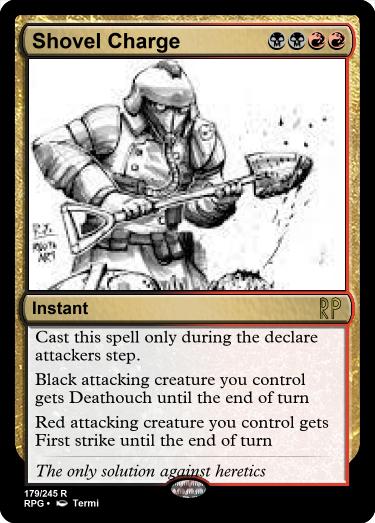 Shovel Charge
Instant
RP
Cast this spell only during the declare
attackers step.
Black attacking creature you control
gets Deathouch until the end of turn
Red attacking creature you control gets
First strike until the end of turn
The only solution against heretics
179/245 R
RPG • Termi